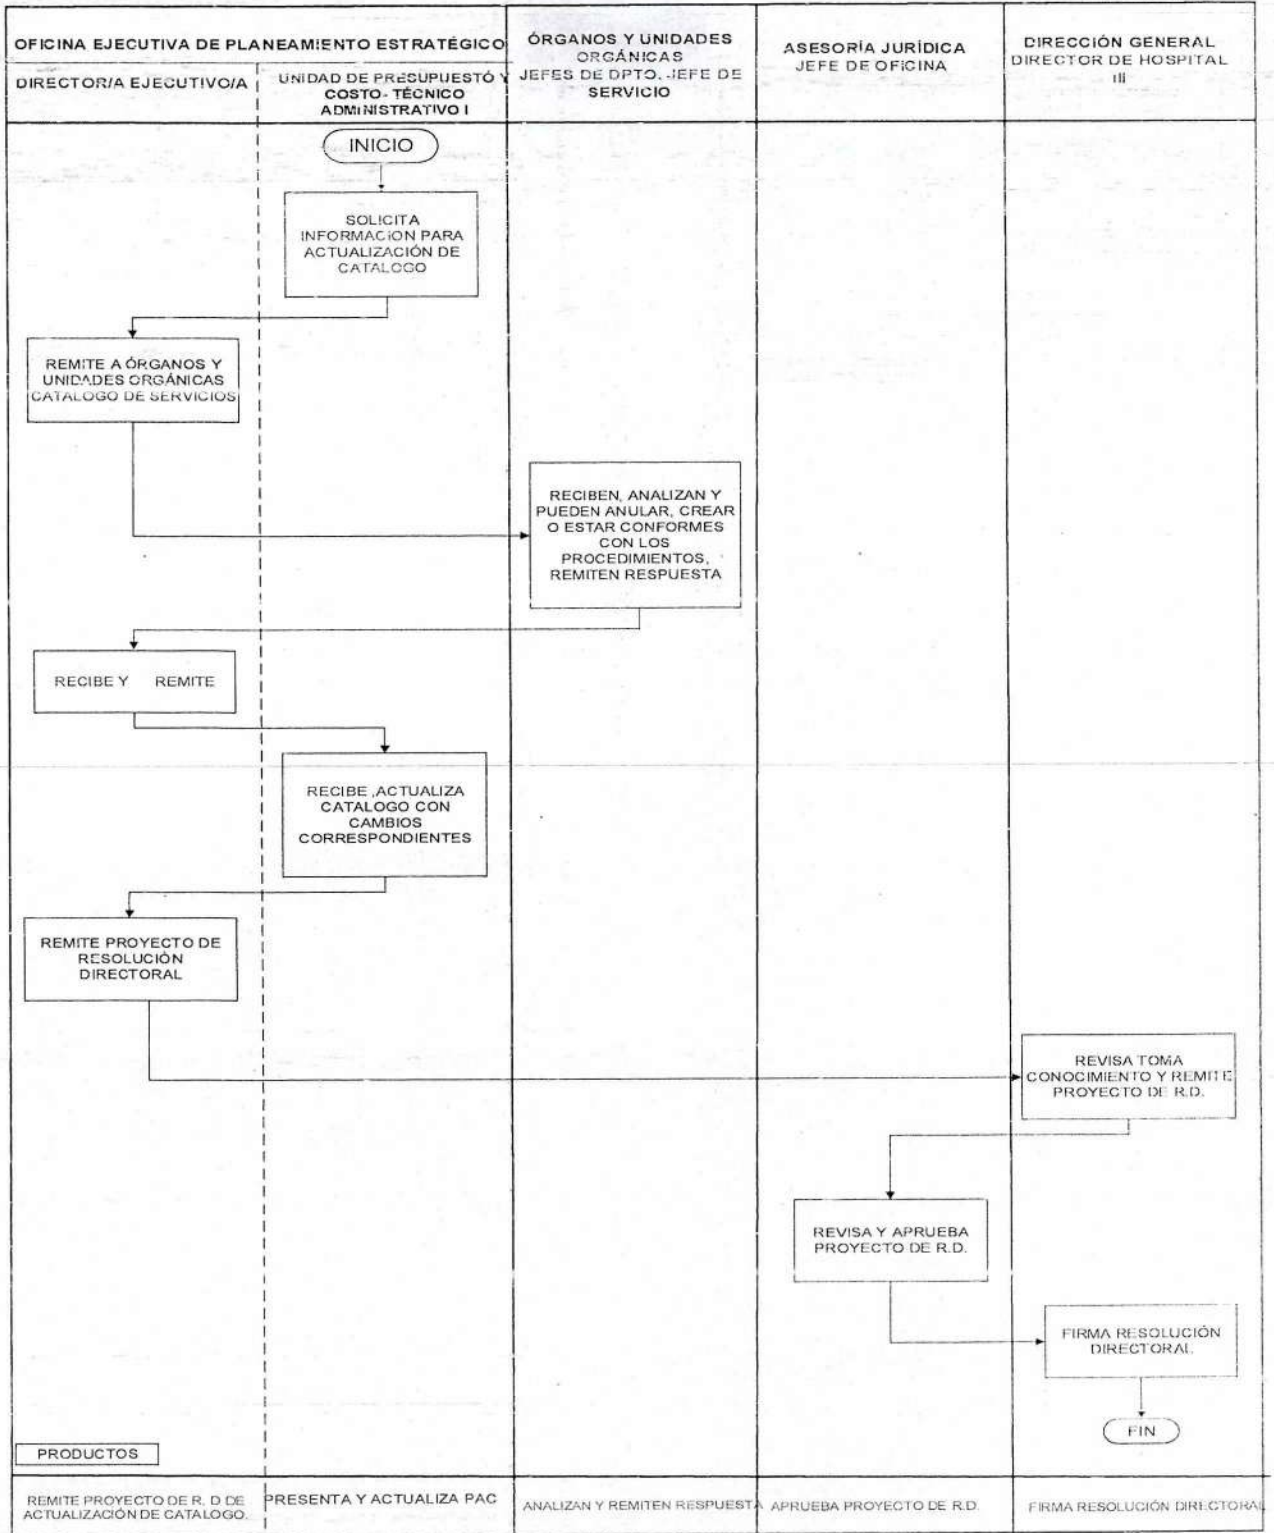 OFICINA EJECUTIVA DE PLANEAMIENTO ESTRATÉGICO
DIRECTOR/A EJECUTIVO/A
UNIDAD DE PRESUPUESTÓ Y
COSTO- TÉCNICO
ADMINISTRATIVO I
ÓRGANOS Y UNIDADES
ORGÁNICAS
JEFES DE DPTO. -JEFE DE
SERVICIO
ASESORÍA JURÍDICA
JEFE DE OFICINA
DIRECCIÓN GENERAL
DIRECTOR DE HOSPITAL
III
INICIO
SOLICITA
INFORMACION PARA
ACTUALIZACIÓN DE
CATALOGO
REMITE A ÓRGANOS Y
UNIDADES ORGÁNICAS
CATALOGO DE SERVICIOS
RECIBEN, ANALIZAN Y
PUEDEN ANULAR, CREAR
O ESTAR CONFORMES
CON LOS
PROCEDIMIENTOS,
REMITEN RESPUESTA
RECIBE Y REMITE
RECIBE ,ACTUALIZA
CATALOGO CON
CAMBIOS
CORRESPONDIENTES
REMITE PROYECTO DE
RESOLUCIÓN
DIRECTORAL
REVISA TOMA
CONOCIMIENTO Y REMITE
PROYECTO DE R.D.
REVISA Y APRUEBA
PROYECTO DE R.D.
FIRMA RESOLUCIÓN
DIRECTORAL
FIN
PRODUCTOS
REMITE PROYECTO DE R. D DE
ACTUALIZACIÓN DE CATALOGO.
PRESENTA Y ACTUALIZA PAC
ANALIZAN Y REMITEN RESPUESTA
APRUEBA PROYECTO DE R.D.
FIRMA RESOLUCIÓN DIRECTORAL